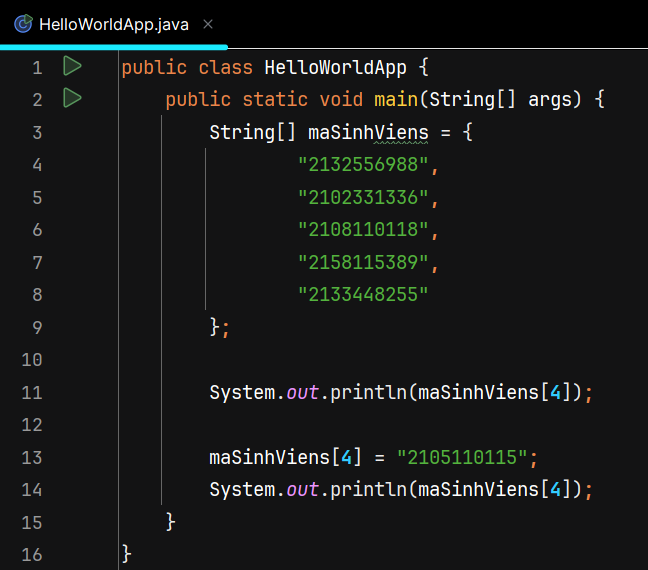 HelloWorldApp.java ×
1 public class HelloWorldApp {
2     public static void main(String[] args) {
3         String[] maSinhViens = {
4                 "2132556988",
5                 "2102331336",
6                 "2108110118",
7                 "2158115389",
8                 "2133448255"
9         };
10
11         System.out.println(maSinhViens[4]);
12
13         maSinhViens[4] = "2105110115";
14         System.out.println(maSinhViens[4]);
15     }
16 }